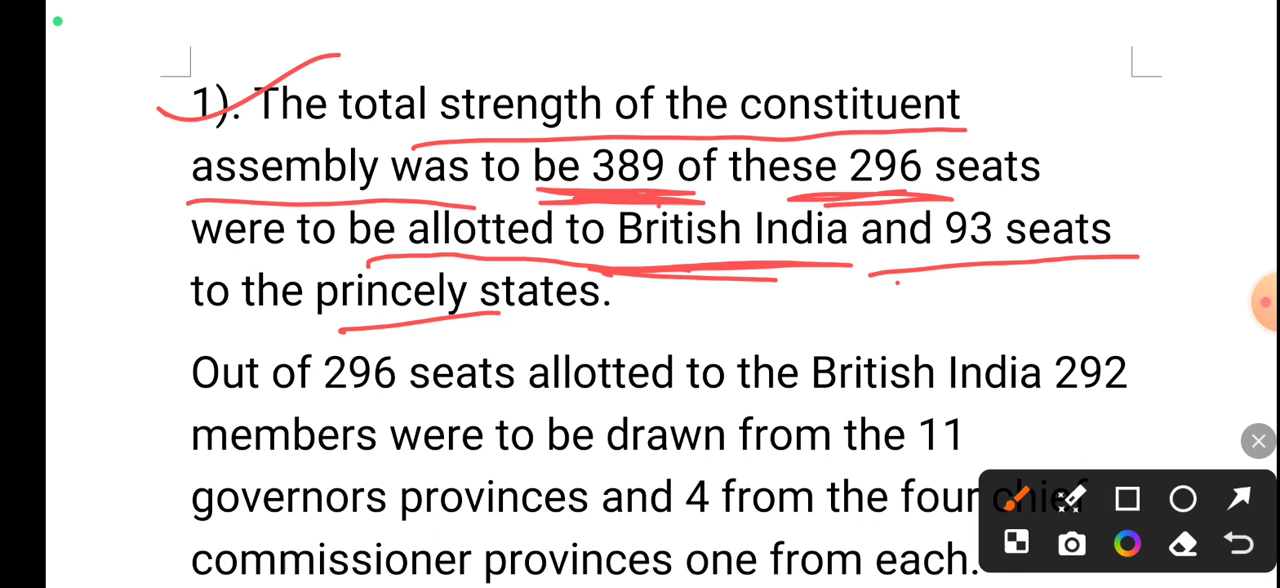 1). The total strength of the constituent
assembly was to be 389 of these 296 seats
were to be allotted to British India and 93 seats
to the princely states.
Out of 296 seats allotted to the British India 292
members were to be drawn from the 11
governors provinces and 4 from the four chief
commissioner provinces one from each.